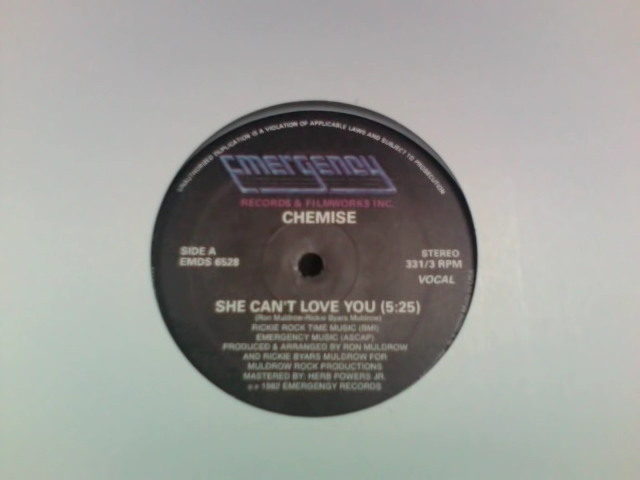 UNAUTHORISED DUPLICATION IS A VIOLATION OF APPLICABLE LAWS AND SUBJECT TO PROSECUTION
Emergency
RECORDS & FILMWORKS INC.
CHEMISE
SIDE A
EMDS 6528
STEREO
331/3 RPM
VOCAL
SHE CAN'T LOVE YOU (5:25)
(Ron Muldrow-Rickie Byars Muldrow)
RICKIE ROCK TIME MUSIC (BMI)
EMERGENCY MUSIC (ASCAP)
PRODUCED & ARRANGED BY RON MULDROW
AND RICKIE BYARS MULDROW FOR
MULDROW ROCK PRODUCTIONS
MASTERED BY: HERB POWERS JR.
1982 EMERGENGY RECORDS